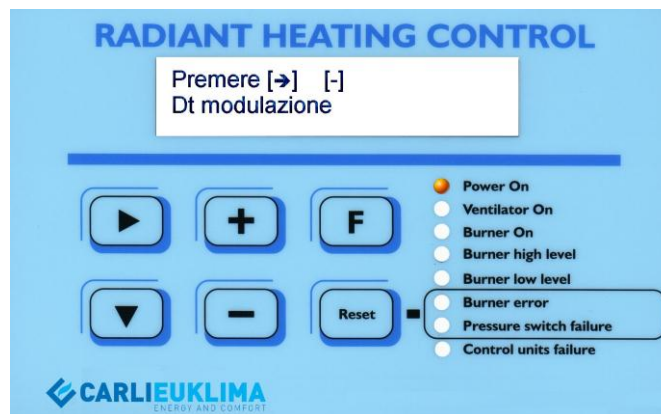 RADIANT HEATING CONTROL
Premere [➔] [-]
Dt modulazione
Power On
Ventilator On
Burner On
Burner high level
Burner low level
Burner error
Pressure switch failure
Control units failure
+
F
−
Reset
CARLIEUKLIMA
ENERGY AND COMFORT